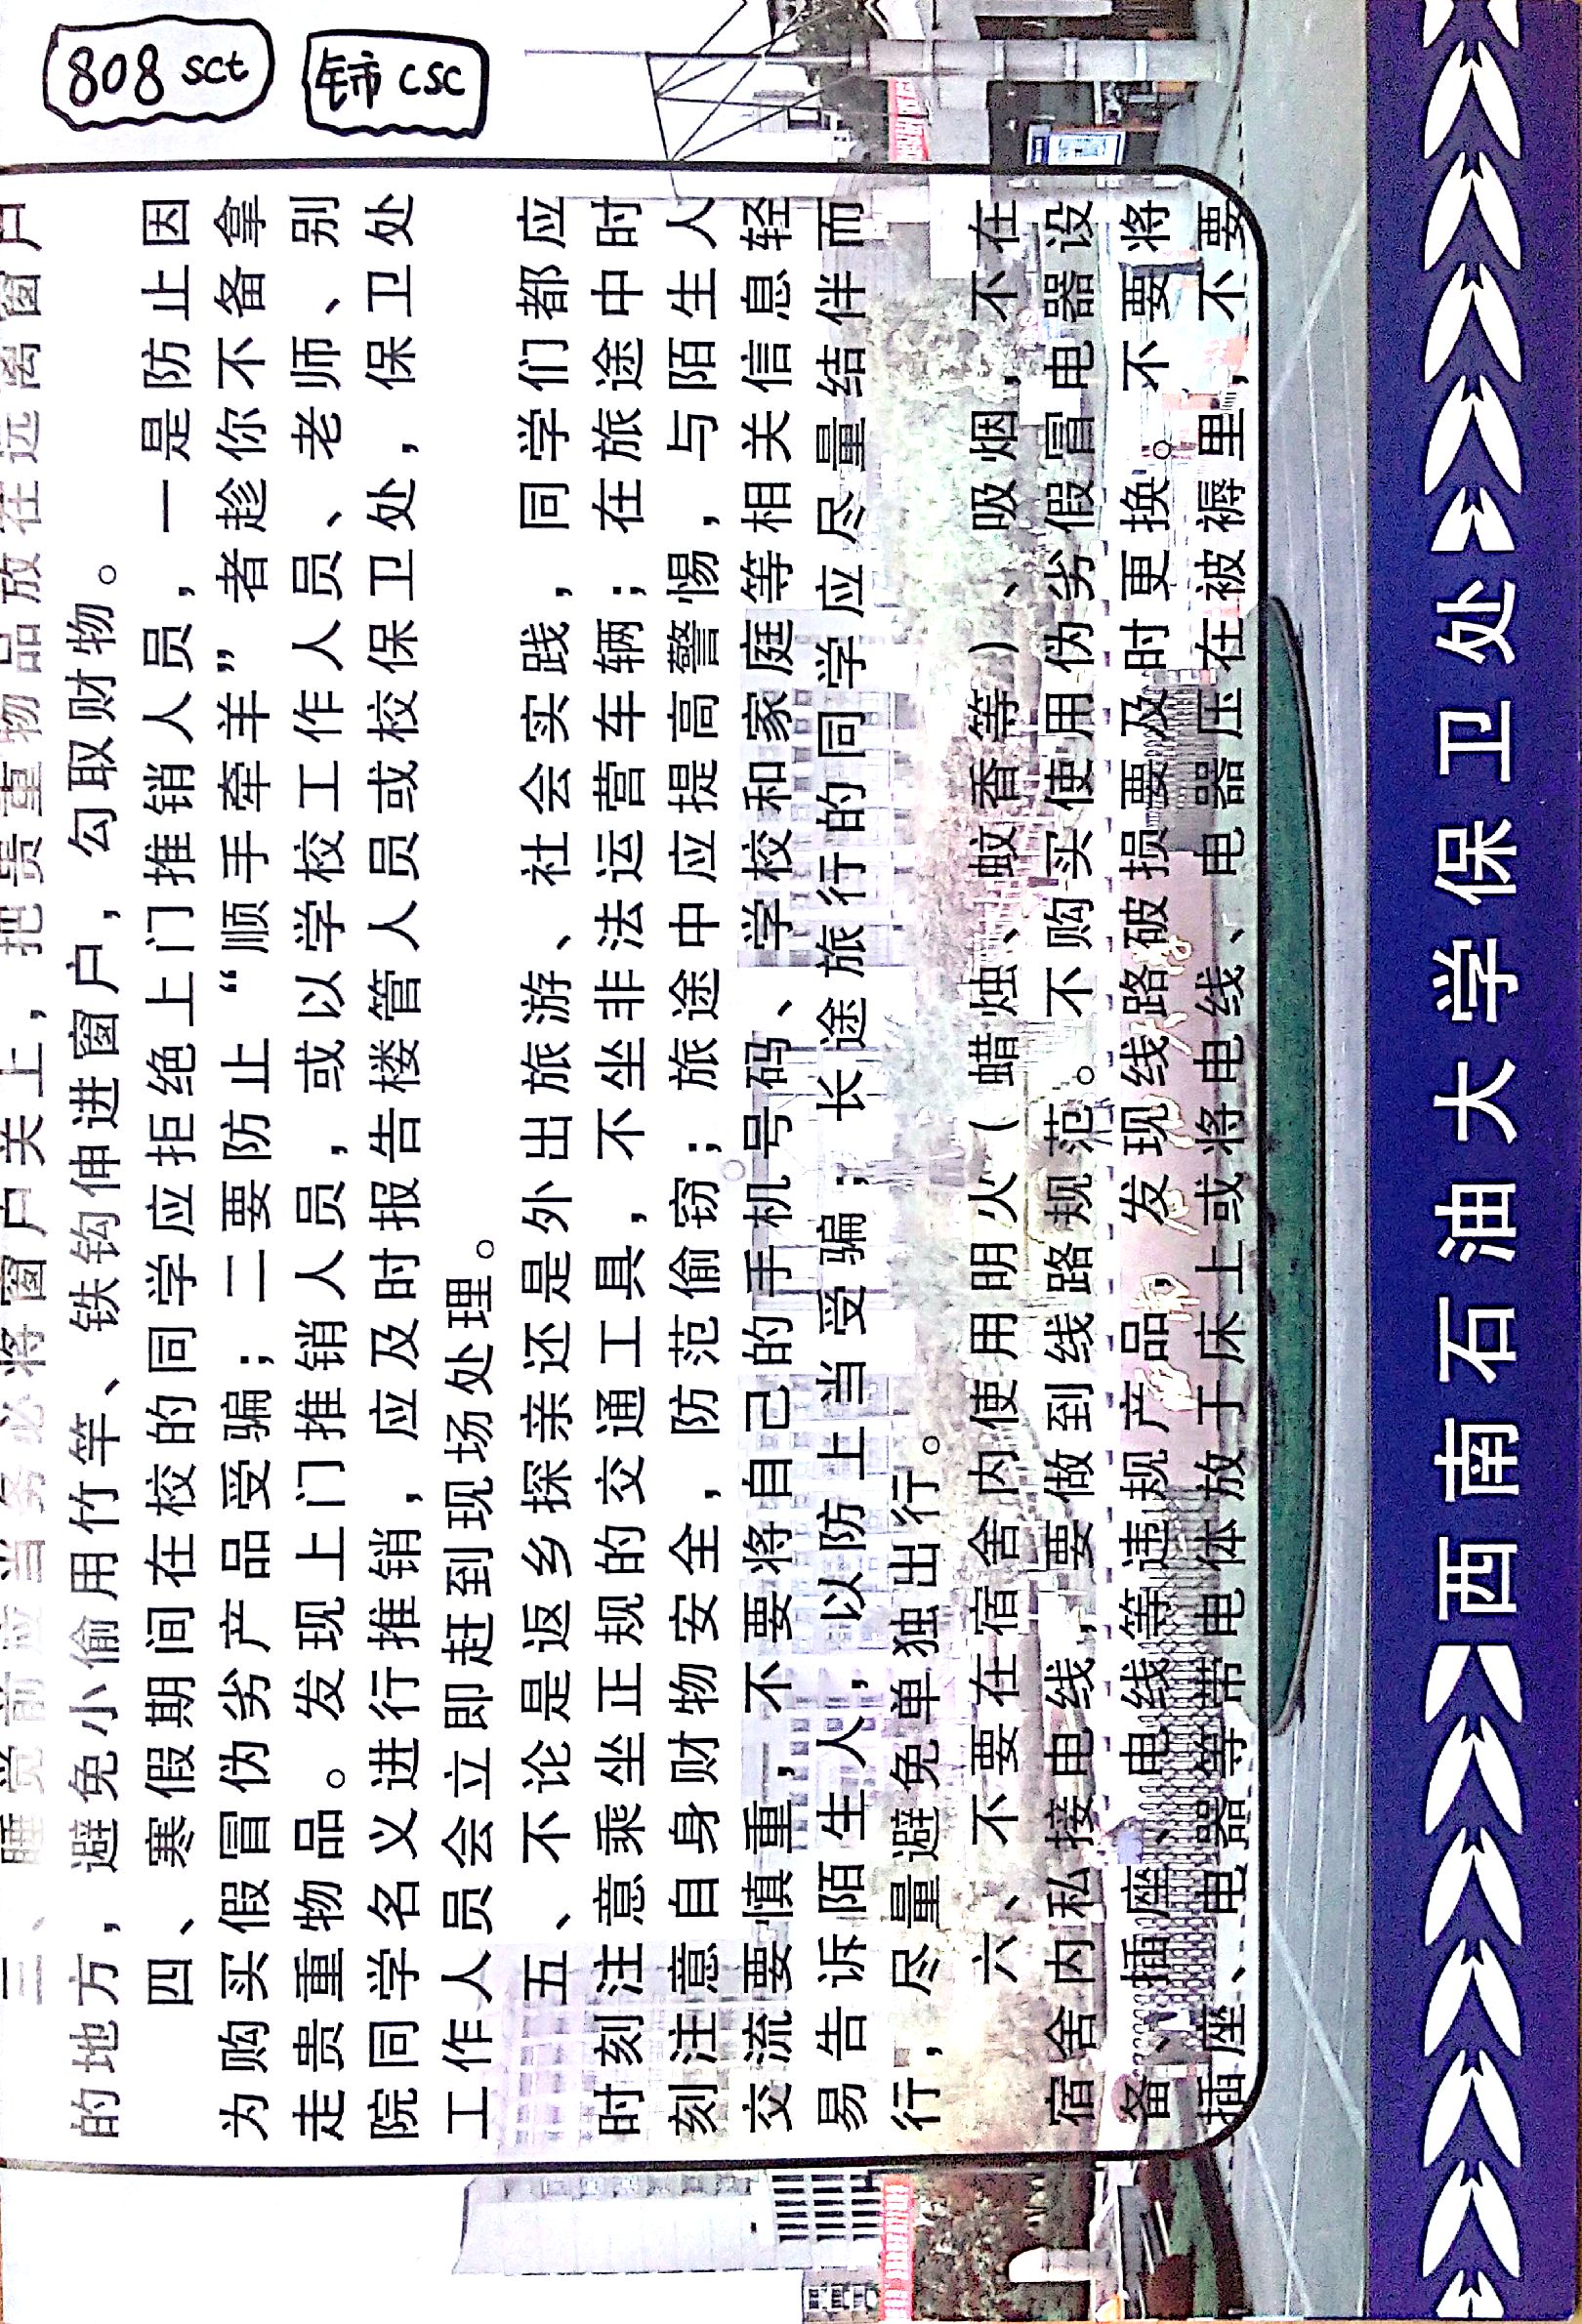 808 sct
铈 csc
三、睡觉前应当务必将窗户关上，把贵重物品放在远离窗户
的地方，避免小偷用竹竿、铁钩伸进窗户，勾取财物。
四、寒假期间在校的同学应拒绝上门推销人员，一是防止因
为购买假冒伪劣产品受骗；二要防止“顺手牵羊”者趁你不备拿
走贵重物品。发现上门推销人员，或以学校工作人员、老师、别
院同学名义进行推销，应及时报告楼管人员或校保卫处，保卫处
工作人员会立即赶到现场处理。
五、不论是返乡探亲还是外出旅游、社会实践，同学们都应
时刻注意乘坐正规的交通工具，不坐非法运营车辆；在旅途中时
刻注意自身财物安全，防范偷窃；旅途中应提高警惕，与陌生人
交流要慎重，不要将自己的手机号码、学校和家庭等相关信息轻
易告诉陌生人，以防上当受骗；长途旅行的同学应尽量结伴而
行，尽量避免单独出行。
六、不要在宿舍内使用明火（蜡烛、蚊香等）、吸烟，不在
宿舍内私接电线，要做到线路规范。不购买使用伪劣假冒电器设
备、插座、电线等违规产品，发现线路破损要及时更换。不要将
插座、电器等带电体放于床上或将电线、电器压在被褥里，不要
西南石油大学保卫处